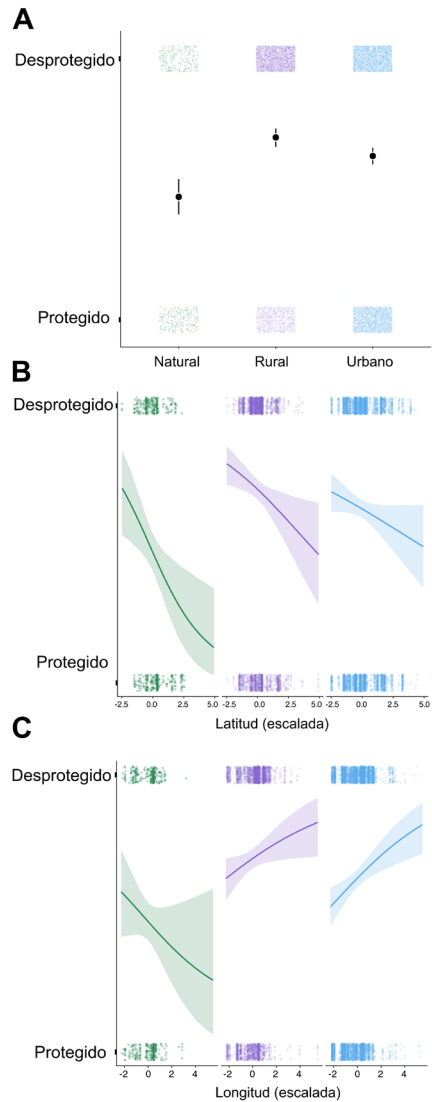 A
Desprotegido
Protegido
Natural Rural Urbano
B
Desprotegido
Protegido
-2.5 0.0 2.5 5.0 -2.5 0.0 2.5 5.0 -2.5 0.0 2.5 5.0
Latitud (escalada)
C
Desprotegido
Protegido
-2 0 2 4 -2 0 2 4 -2 0 2 4
Longitud (escalada)